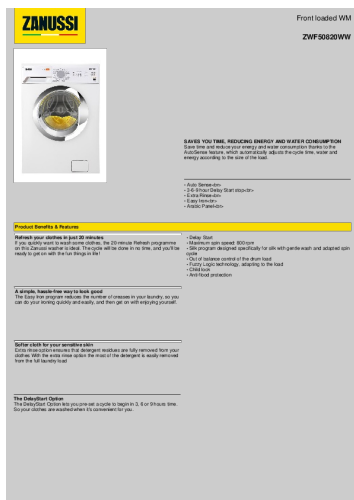 ZANUSSI
Front loaded WM
ZWF50820WW
SAVES YOU TIME, REDUCING ENERGY AND WATER CONSUMPTION
Save time and reduce your energy and water consumption thanks to the
AutoSense feature, which automatically adjusts the cycle time, water and
energy according to the size of the load.
• Auto Sense<br>
• 3-6-9 hour Delay Start stop<br>
• Extra Rinse<br>
• Easy Iron<br>
• Arabic Panel<br>
Product Benefits & Features
Refresh your clothes in just 20 minutes
If you quickly want to wash some clothes, the 20 minute Refresh programme
on this Zanussi washer is ideal. The cycle will be done in no time, and you'll be
ready to get on with the fun things in life!
A simple, hassle-free way to look good
The Easy Iron program reduces the number of creases in your laundry, so you
can do your ironing quickly and easily, and then get on with enjoying yourself.
Softer cloth for your sensitive skin
Extra rinse option ensures that detergent residues are fully removed from your
clothes. With the extra rinse option the most of the detergent is easily removed
from the full laundry load
The DelayStart Option
The DelayStart Option lets you pre-set a cycle to begin in 3, 6 or 9 hours time.
So your clothes are washed when it's convenient for you.
• Delay Start
• Maximum spin speed: 800 rpm
• Silk program designed specifically for silk with gentle wash and adapted spin
cycle
• Out of balance control of the drum load
• Fuzzy Logic technology, adapting to the load
• Child lock
• Anti-flood protection